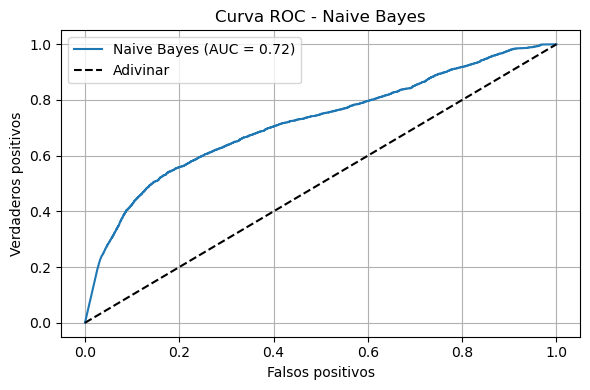 Curva ROC - Naive Bayes
Naive Bayes (AUC = 0.72)
Adivinar
Verdaderos positivos
1.0
0.8
0.6
0.4
0.2
0.0
0.0 0.2 0.4 0.6 0.8 1.0
Falsos positivos